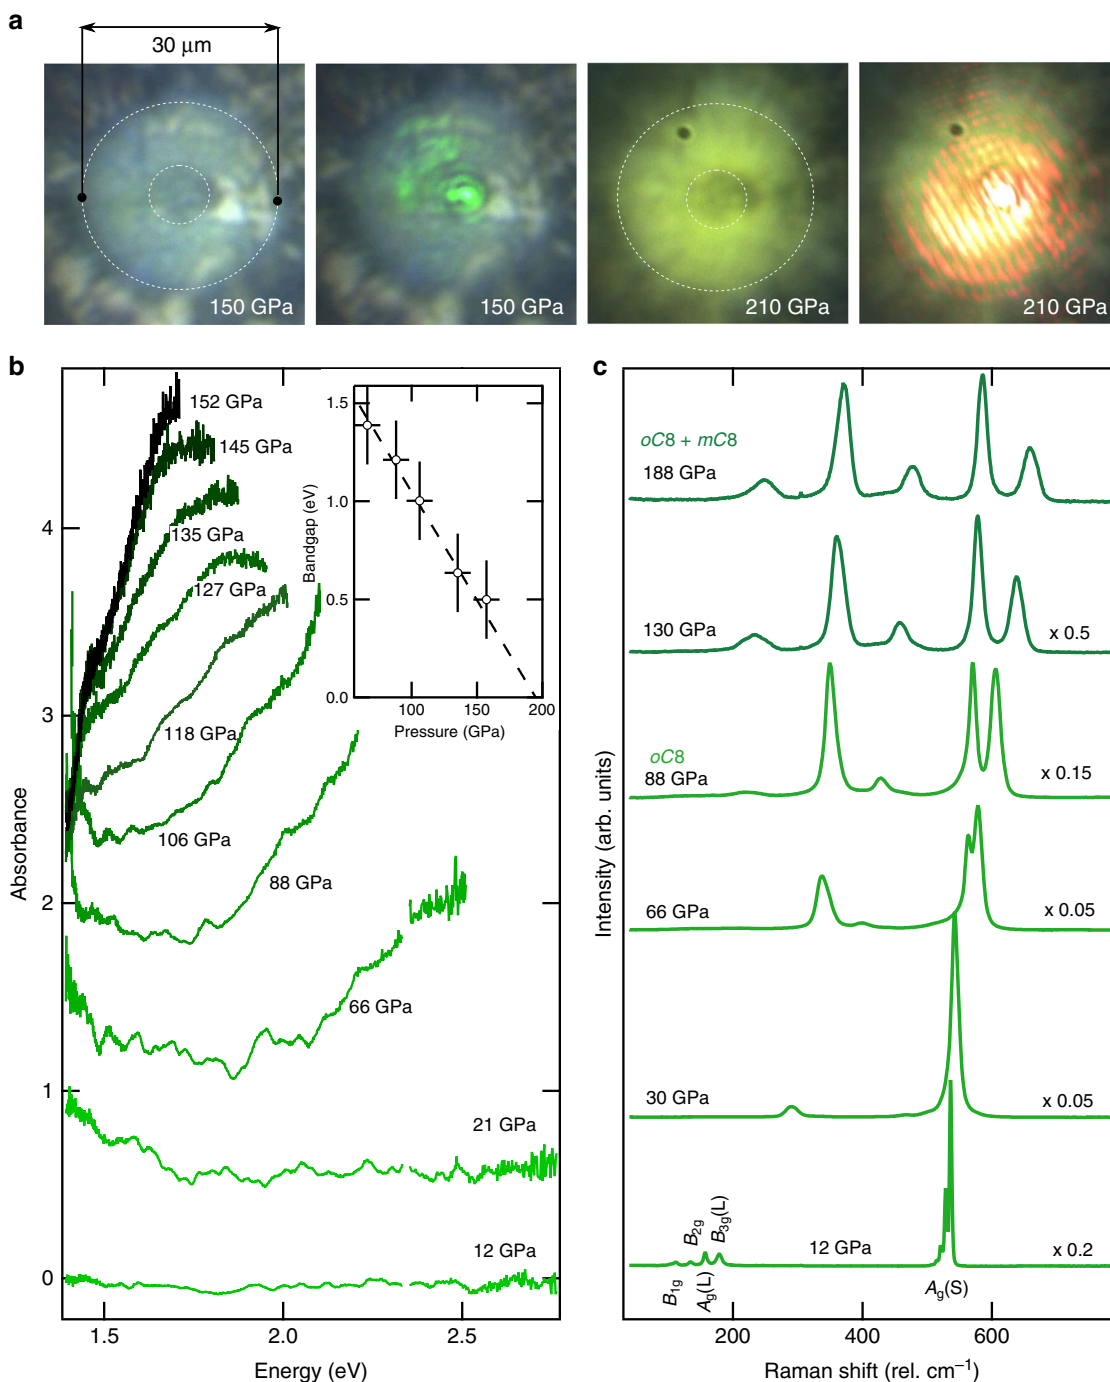 a
30 μm
150 GPa
150 GPa
210 GPa
210 GPa
b
Absorbance
4
3
2
1
0
1.5
2.0
2.5
Energy (eV)
152 GPa
145 GPa
135 GPa
127 GPa
118 GPa
106 GPa
88 GPa
66 GPa
21 GPa
12 GPa
Bandgap (eV)
1.5
1.0
0.5
0.0
100
150
200
Pressure (GPa)
c
Intensity (arb. units)
oC8 + mC8
188 GPa
130 GPa
x 0.5
oC8
88 GPa
x 0.15
66 GPa
x 0.05
30 GPa
x 0.05
12 GPa
x 0.2
B1g
B2g
Ag(L)
B3g(L)
Ag(S)
200
400
600
Raman shift (rel. cm⁻¹)